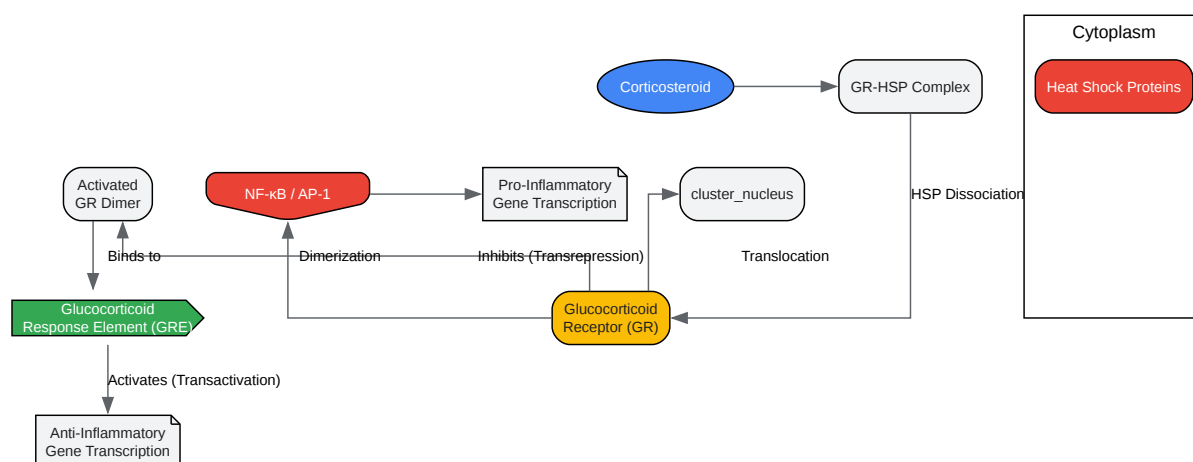 Cytoplasm
Corticosteroid
GR-HSP Complex
Heat Shock Proteins
Activated
GR Dimer
NF-κB / AP-1
Pro-Inflammatory
Gene Transcription
cluster_nucleus
HSP Dissociation
Binds to
Dimerization
Inhibits (Transrepression)
Translocation
Glucocorticoid
Response Element (GRE)
Glucocorticoid
Receptor (GR)
Activates (Transactivation)
Anti-Inflammatory
Gene Transcription